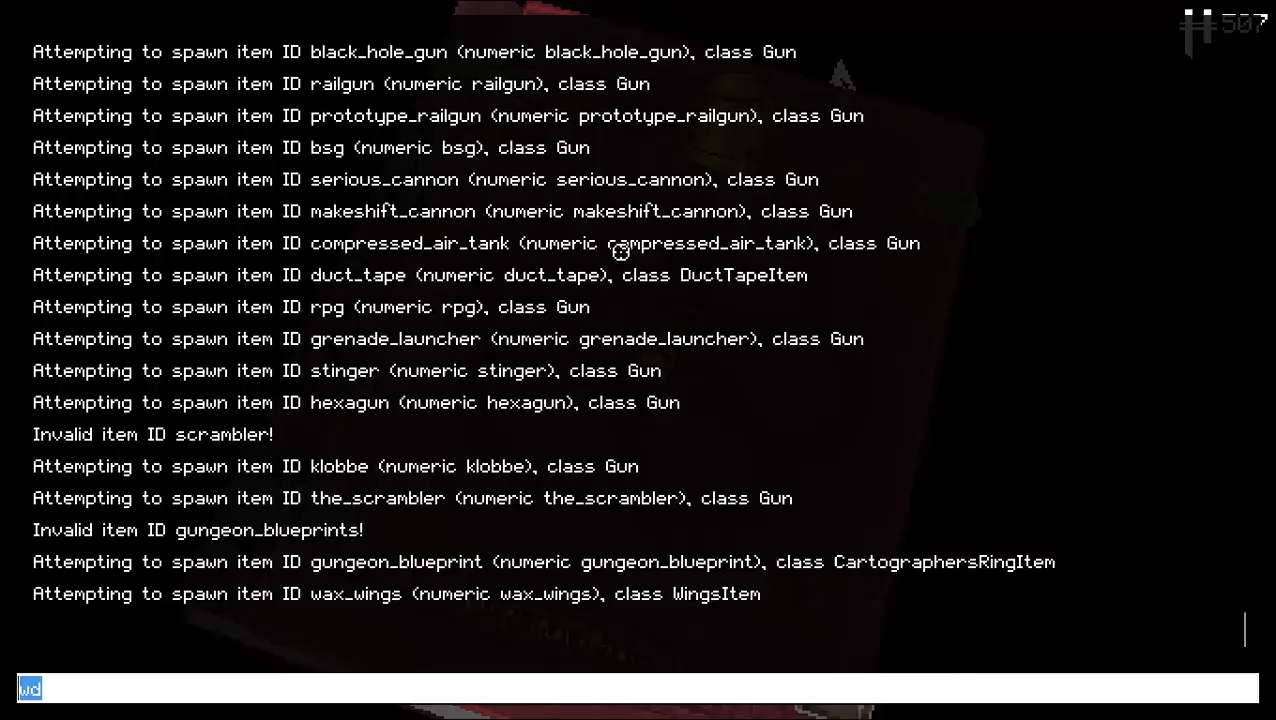 507
Attempting to spawn item ID black_hole_gun (numeric black_hole_gun), class Gun
Attempting to spawn item ID railgun (numeric railgun), class Gun
Attempting to spawn item ID prototype_railgun (numeric prototype_railgun), class Gun
Attempting to spawn item ID bsg (numeric bsg), class Gun
Attempting to spawn item ID serious_cannon (numeric serious_cannon), class Gun
Attempting to spawn item ID makeshift_cannon (numeric makeshift_cannon), class Gun
Attempting to spawn item ID compressed_air_tank (numeric compressed_air_tank), class Gun
Attempting to spawn item ID duct_tape (numeric duct_tape), class DuctTapeItem
Attempting to spawn item ID rpg (numeric rpg), class Gun
Attempting to spawn item ID grenade_launcher (numeric grenade_launcher), class Gun
Attempting to spawn item ID stinger (numeric stinger), class Gun
Attempting to spawn item ID hexagun (numeric hexagun), class Gun
Invalid item ID scrambler!
Attempting to spawn item ID klobbe (numeric klobbe), class Gun
Attempting to spawn item ID the_scrambler (numeric the_scrambler), class Gun
Invalid item ID gungeon_blueprints!
Attempting to spawn item ID gungeon_blueprint (numeric gungeon_blueprint), class CartographersRingItem
Attempting to spawn item ID wax_wings (numeric wax_wings), class WingsItem
wd